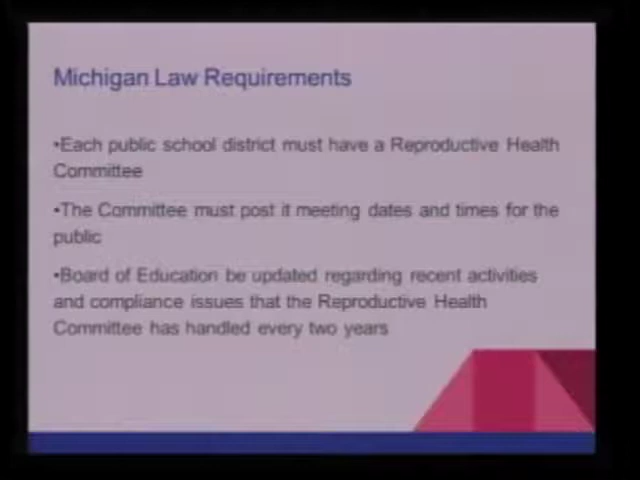 Michigan Law Requirements
•Each public school district must have a Reproductive Health
Committee
•The Committee must post it meeting dates and times for the
public
•Board of Education be updated regarding recent activities
and compliance issues that the Reproductive Health
Committee has handled every two years